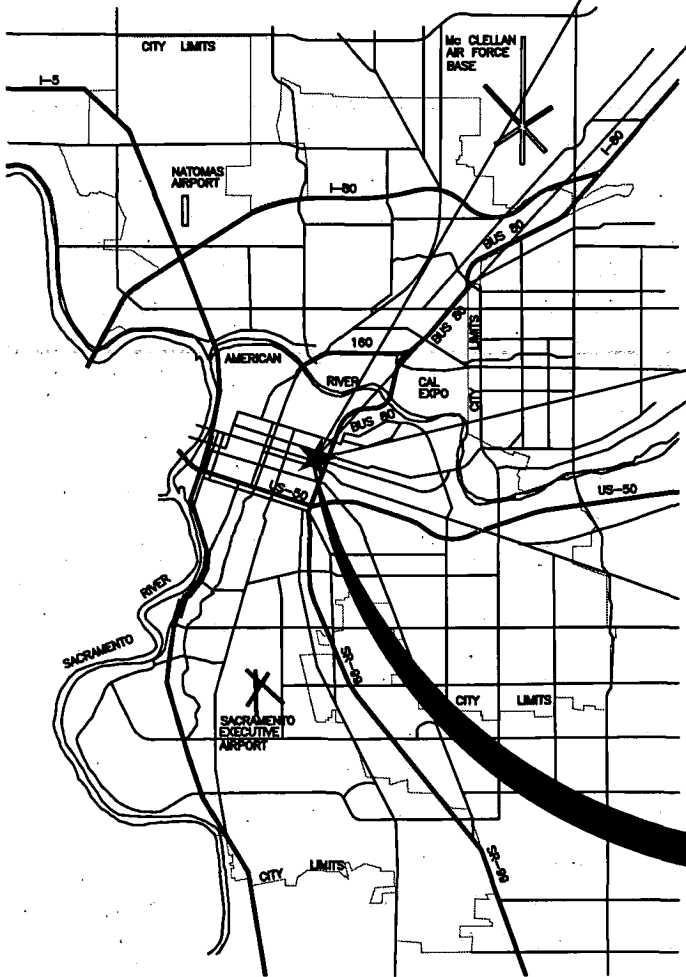 CITY LIMITS
Mc CLELLAN
AIR FORCE
BASE
I-5
I-80
NATOMAS
AIRPORT
I-80
BUS 80
BUS 80
CITY LIMITS
160
AMERICAN
RIVER
CAL
EXPO
BUS 80
US-50
US-50
SACRAMENTO RIVER
SR-99
CITY LIMITS
SACRAMENTO
EXECUTIVE
AIRPORT
SR-99
CITY LIMITS